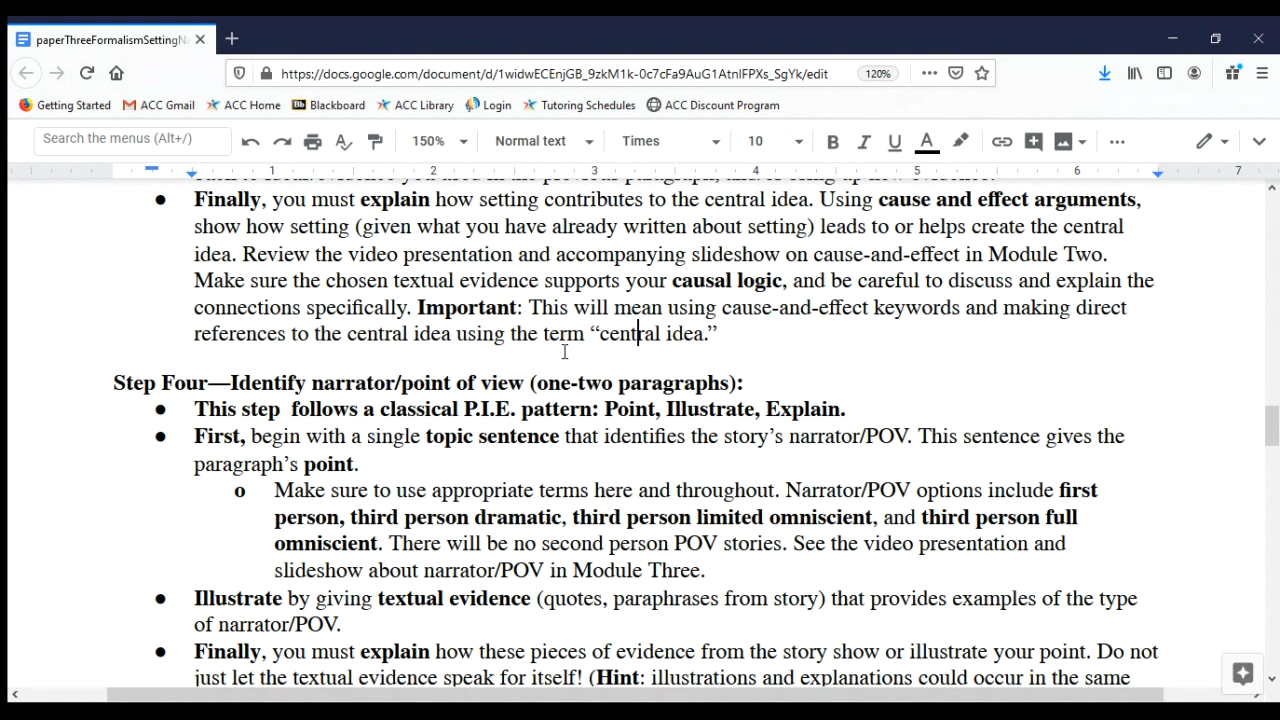 paperThreeFormalismSettingN
https://docs.google.com/document/d/1widwECEnjGB_9zkM1k-0c7cFa9AuG1AtnlFPXs_SgYk/edit
120%
Getting Started
ACC Gmail
ACC Home
Bb Blackboard
ACC Library
Login
Tutoring Schedules
ACC Discount Program
Search the menus (Alt+/)
150%
Normal text
Times
10
B I U A
1 2 3 4 5 6 7
● Finally, you must explain how setting contributes to the central idea. Using cause and effect arguments,
show how setting (given what you have already written about setting) leads to or helps create the central
idea. Review the video presentation and accompanying slideshow on cause-and-effect in Module Two.
Make sure the chosen textual evidence supports your causal logic, and be careful to discuss and explain the
connections specifically. Important: This will mean using cause-and-effect keywords and making direct
references to the central idea using the term “central idea.”
Step Four—Identify narrator/point of view (one-two paragraphs):
● This step  follows a classical P.I.E. pattern: Point, Illustrate, Explain.
● First, begin with a single topic sentence that identifies the story’s narrator/POV. This sentence gives the
paragraph’s point.
o Make sure to use appropriate terms here and throughout. Narrator/POV options include first
person, third person dramatic, third person limited omniscient, and third person full
omniscient. There will be no second person POV stories. See the video presentation and
slideshow about narrator/POV in Module Three.
● Illustrate by giving textual evidence (quotes, paraphrases from story) that provides examples of the type
of narrator/POV.
● Finally, you must explain how these pieces of evidence from the story show or illustrate your point. Do not
just let the textual evidence speak for itself! (Hint: illustrations and explanations could occur in the same